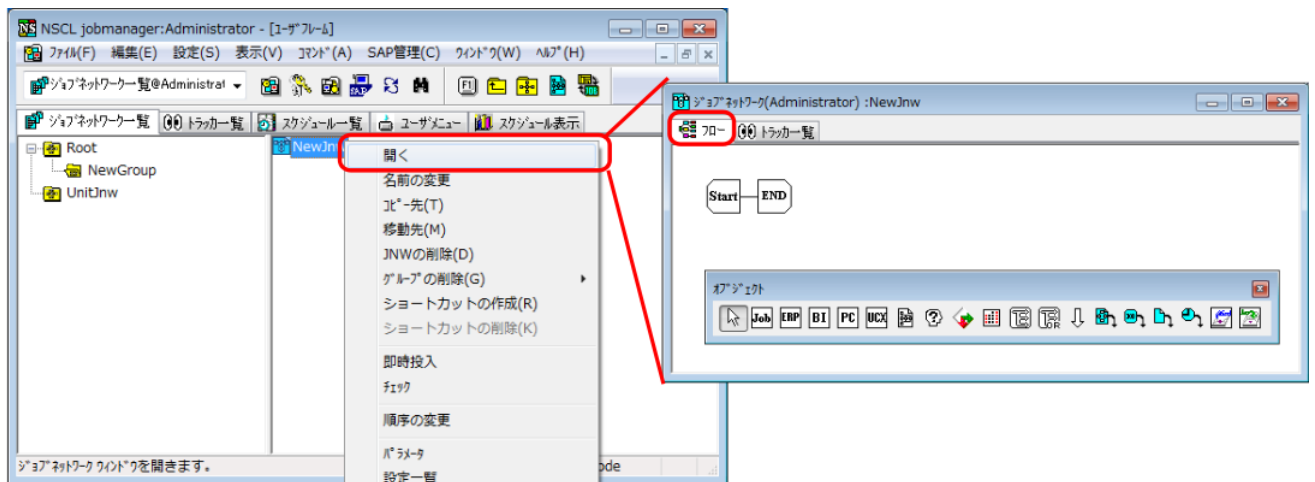 NSCL jobmanager:Administrator - [ﾕｰｻﾞﾌﾚｰﾑ]
ﾌｧｲﾙ(F) 編集(E) 設定(S) 表示(V) ｺﾏﾝﾄﾞ(A) SAP管理(C) ｳｨﾝﾄﾞｳ(W) ﾍﾙﾌﾟ(H)
ｼﾞｮﾌﾞﾈｯﾄﾜｰｸ一覧@Administrat
ｼﾞｮﾌﾞﾈｯﾄﾜｰｸ一覧 ﾄﾗｯｶ一覧 ｽｹｼﾞｭｰﾙ一覧 ﾕｰｻﾞﾒﾆｭｰ ｽｹｼﾞｭｰﾙ表示
Root
NewGroup
UnitJnw
開く
名前の変更
ｺﾋﾟｰ先(T)
移動先(M)
JNWの削除(D)
ｸﾞﾙｰﾌﾟの削除(G)
ショートカットの作成(R)
ショートカットの削除(K)
即時投入
ﾁｪｯｸ
順序の変更
ﾊﾟﾗﾒｰﾀ
設定一覧
ｼﾞｮﾌﾞﾈｯﾄﾜｰｸ ｳｨﾝﾄﾞｳを開きます。
ｼﾞｮﾌﾞﾈｯﾄﾜｰｸ(Administrator) :NewJnw
ﾌﾛｰ ﾄﾗｯｶ一覧
Start END
ｵﾌﾞｼﾞｪｸﾄ
Job ERP BI PC UCX